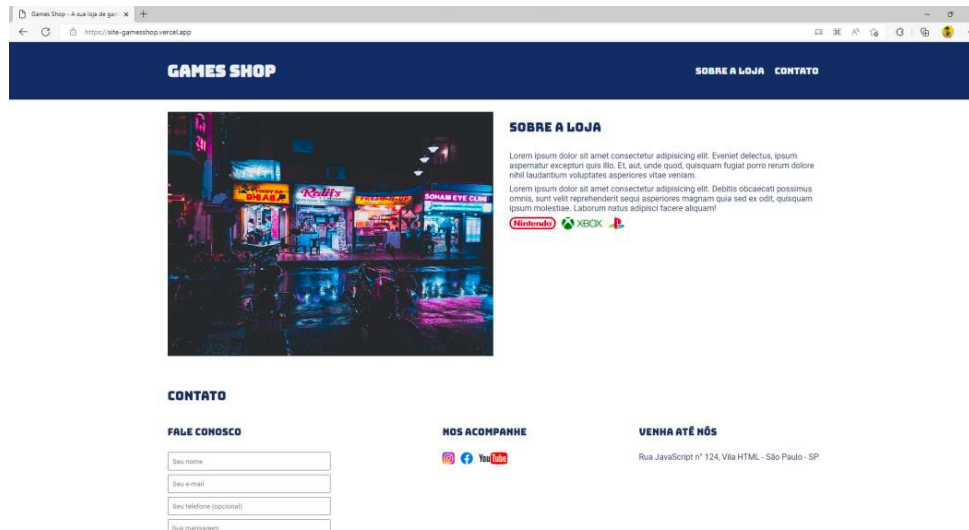 Games Shop - A sua loja de gam
https://site-gamesshop.vercel.app
GAMES SHOP
SOBRE A LOJA CONTATO
SOBRE A LOJA
Lorem ipsum dolor sit amet consectetur adipisicing elit. Eveniet delectus, ipsum
aspernatur excepturi quis illo. Et, aut, unde quod, quisquam fugiat porro rerum dolore
nihil laudantium voluptates asperiores vitae veniam.
Lorem ipsum dolor sit amet consectetur adipisicing elit. Debitis obcaecati possimus
omnis, sunt velit reprehenderit sequi asperiores magnam quia sed ex odit, quisquam
ipsum molestiae. Laborum natus adipisci facere aliquam!
Nintendo XBOX
SOHAM EYE CLINI
CONTATO
FALE CONOSCO
Seu nome
Seu e-mail
Seu telefone (opcional)
Sua mensagem
NOS ACOMPANHE
YouTube
VENHA ATÉ NÓS
Rua JavaScript n° 124, Vila HTML - São Paulo - SP